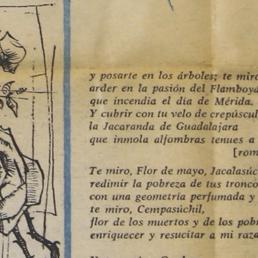 y posarte en los árboles; te miro
arder en la pasión del Flamboya
que incendia el día de Mérida.
Y cubrir con tu velo de crepúscul
la Jacaranda de Guadalajara
que inmola alfombras tenues a
[rom
Te miro, Flor de mayo, Jacalasúc
redimir la pobreza de tus tronco
con una geometría perfumada y
te miro, Cempasúchil,
flor de los muertos y de los pob
enriquecer y resucitar a mi raza